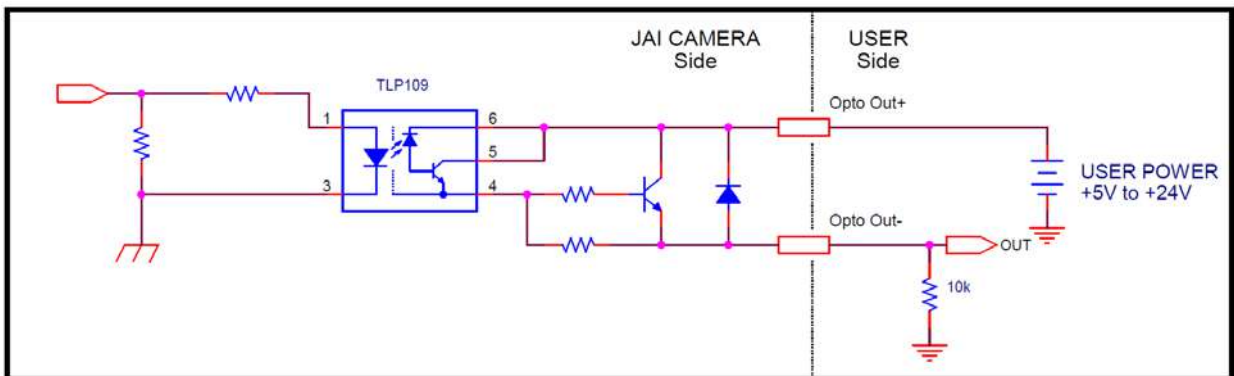 JAI CAMERA
Side
USER
Side
TLP109
Opto Out+
1
6
5
3
4
USER POWER
+5V to +24V
Opto Out-
OUT
10k